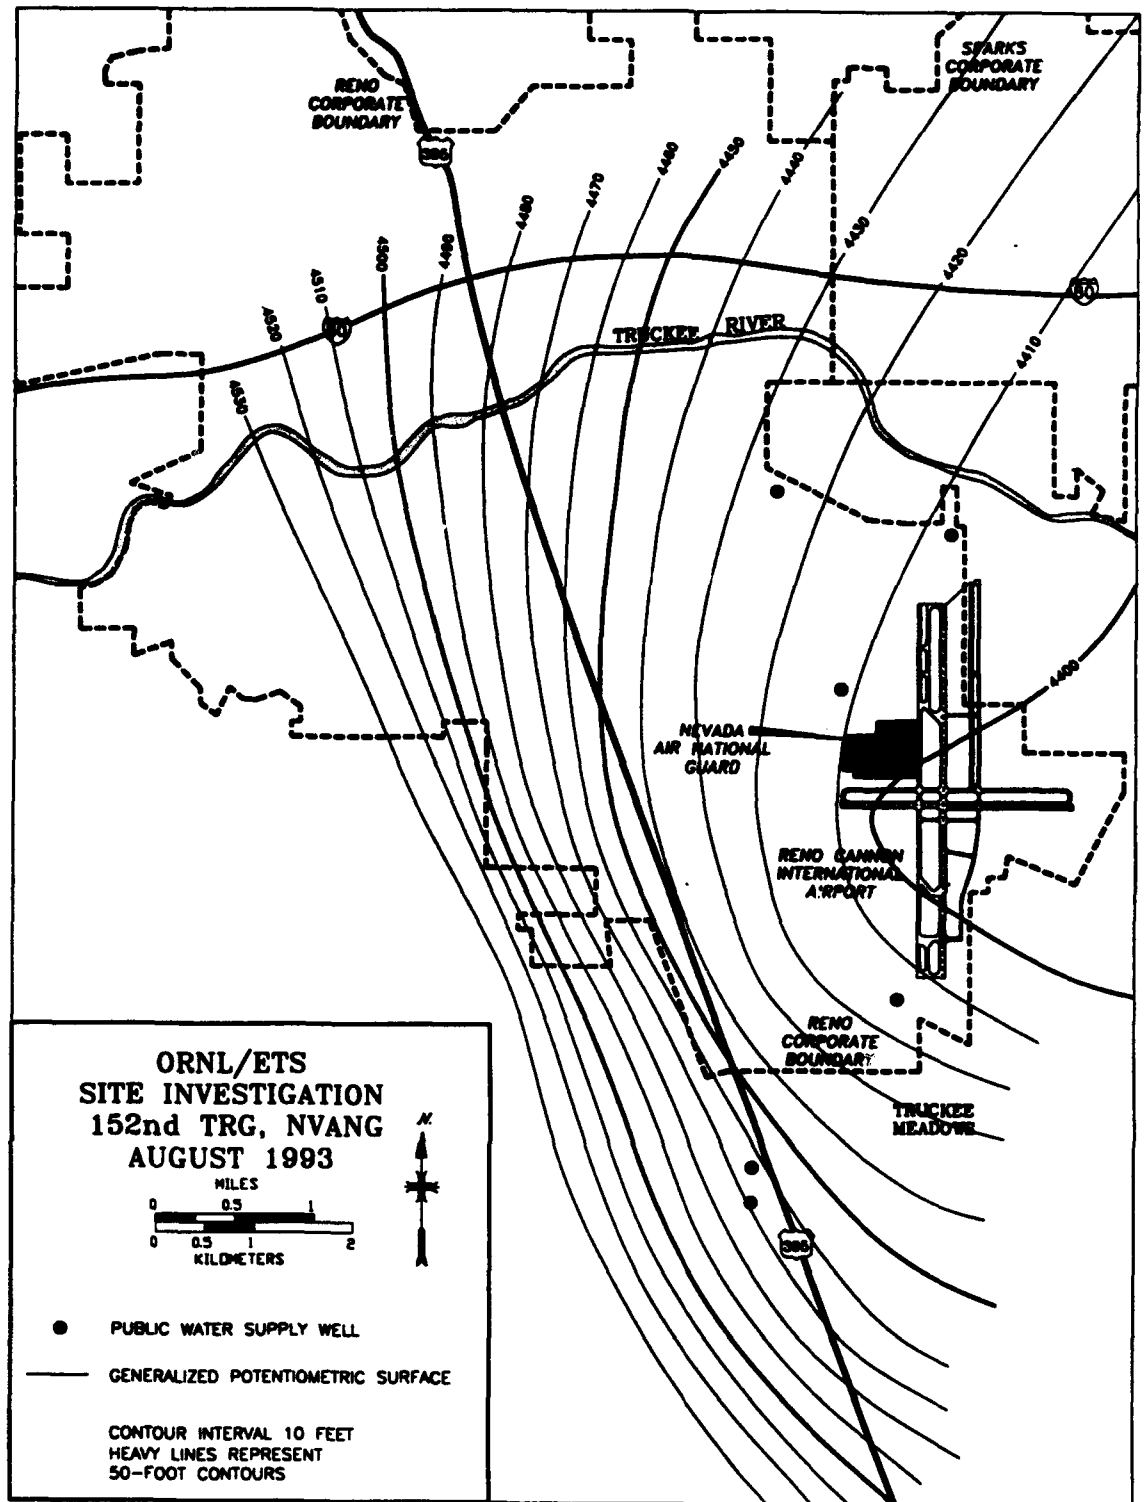 SPARKS
CORPORATE
BOUNDARY
RENO
CORPORATE
BOUNDARY
395
4460
4450
4440
4470
4480
4430
4500
4490
4420
4510
80
4520
80
TRUCKEE RIVER
4410
4530
4400
NEVADA
AIR NATIONAL
GUARD
RENO CANNON
INTERNATIONAL
AIRPORT
RENO
CORPORATE
BOUNDARY
TRUCKEE
MEADOWS
395
ORNL/ETS
SITE INVESTIGATION
152nd TRG, NVANG
AUGUST 1993
N
MILES
0 0.5 1
0 0.5 1 2
KILOMETERS
PUBLIC WATER SUPPLY WELL
GENERALIZED POTENTIOMETRIC SURFACE
CONTOUR INTERVAL 10 FEET
HEAVY LINES REPRESENT
50-FOOT CONTOURS